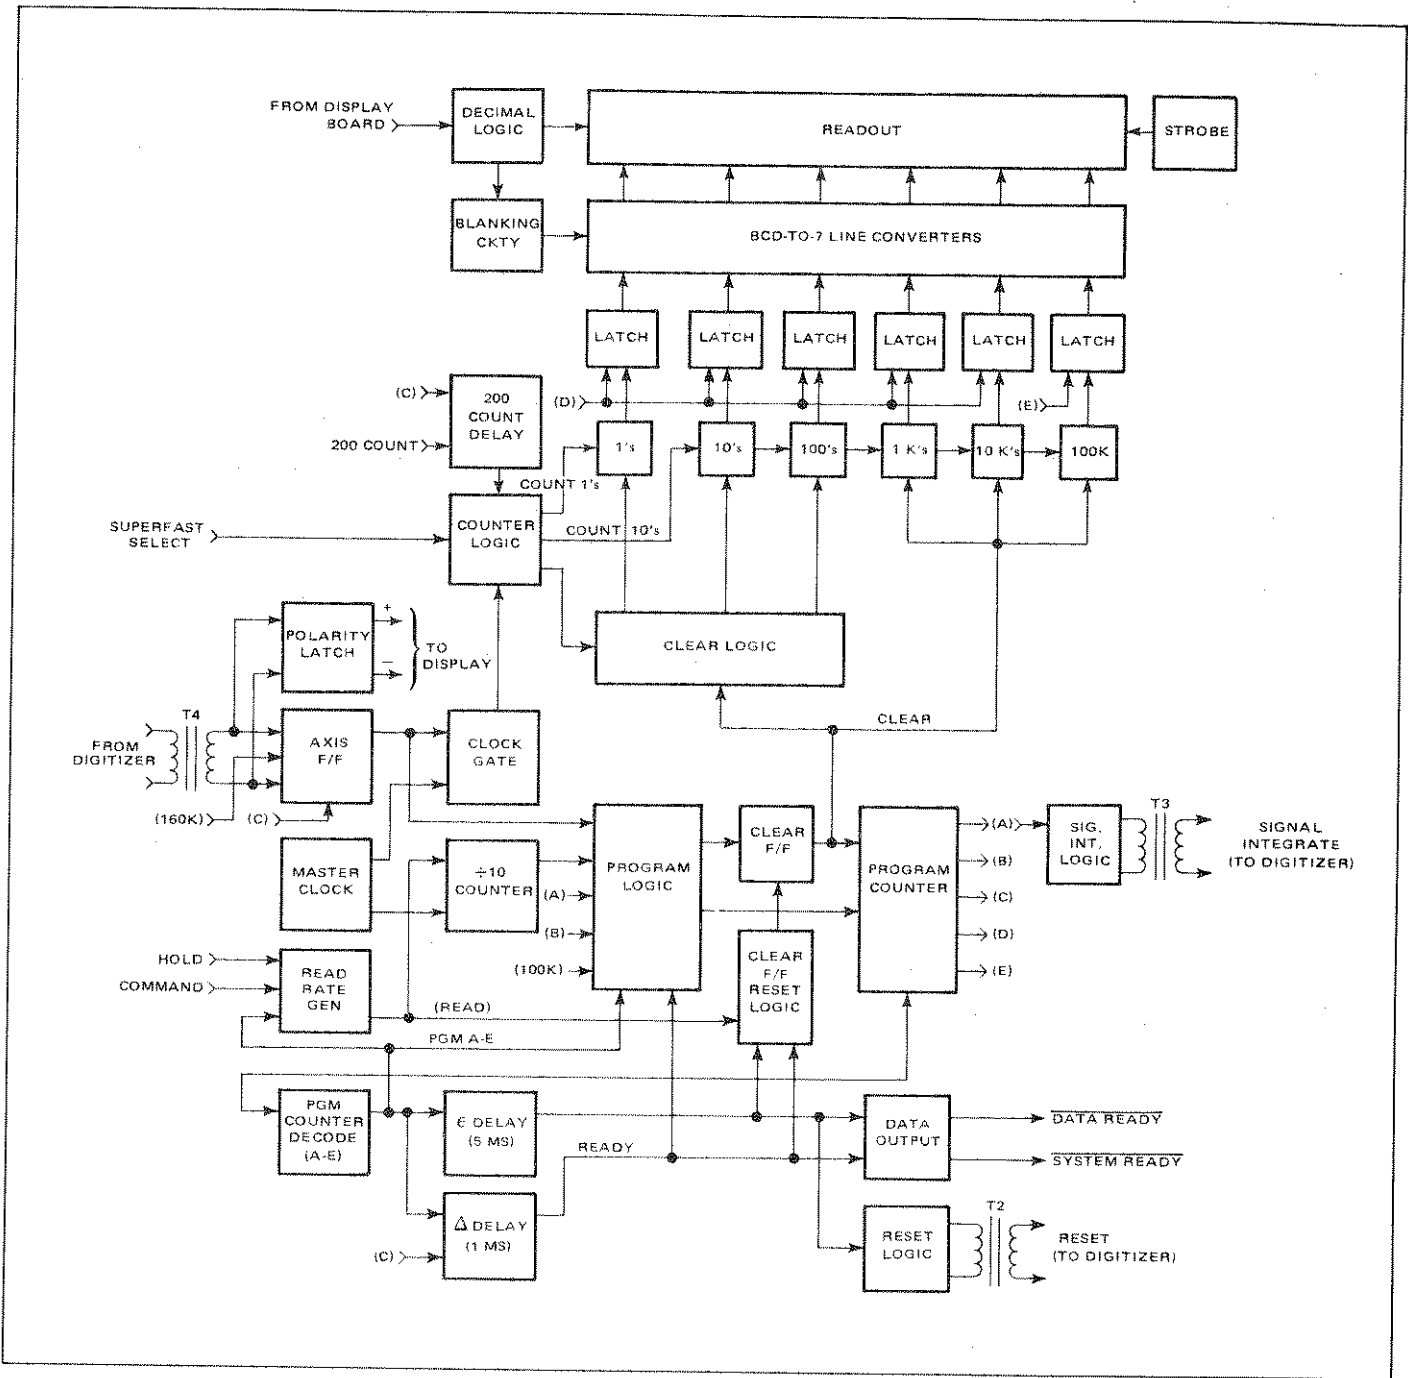 FROM DISPLAY
BOARD
DECIMAL
LOGIC
READOUT
STROBE
BLANKING
CKTY
BCD-TO-7 LINE CONVERTERS
LATCH
LATCH
LATCH
LATCH
LATCH
LATCH
(C)
200
COUNT
DELAY
200 COUNT
(D)
(E)
1's
10's
100's
1 K's
10 K's
100K
COUNT 1's
COUNT 10's
SUPERFAST
SELECT
COUNTER
LOGIC
CLEAR LOGIC
POLARITY
LATCH
+
−
TO
DISPLAY
CLEAR
T4
FROM
DIGITIZER
AXIS
F/F
CLOCK
GATE
(160K)
(C)
MASTER
CLOCK
÷10
COUNTER
(A)
(B)
(100K)
PROGRAM
LOGIC
CLEAR
F/F
PROGRAM
COUNTER
(A)
(B)
(C)
(D)
(E)
SIG.
INT.
LOGIC
T3
SIGNAL
INTEGRATE
(TO DIGITIZER)
HOLD
COMMAND
READ
RATE
GEN
(READ)
CLEAR
F/F
RESET
LOGIC
PGM A-E
PGM
COUNTER
DECODE
(A-E)
Є DELAY
(5 MS)
READY
DATA
OUTPUT
DATA READY
SYSTEM READY
Δ DELAY
(1 MS)
(C)
RESET
LOGIC
T2
RESET
(TO DIGITIZER)